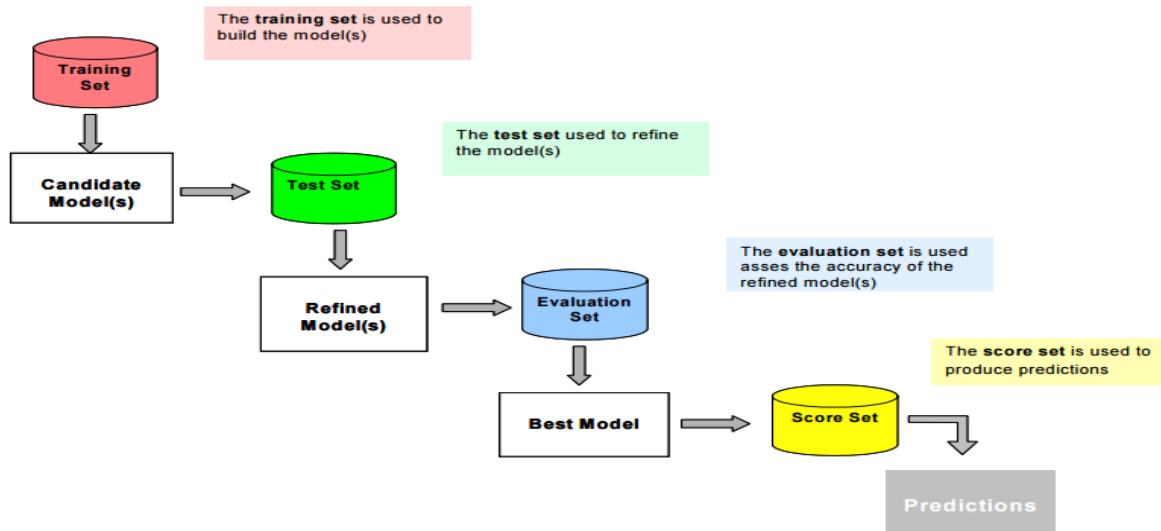 The training set is used to
build the model(s)
Training
Set
The test set used to refine
the model(s)
Candidate
Model(s)
Test Set
The evaluation set is used
asses the accuracy of the
refined model(s)
Refined
Model(s)
Evaluation
Set
The score set is used to
produce predictions
Best Model
Score Set
Predictions